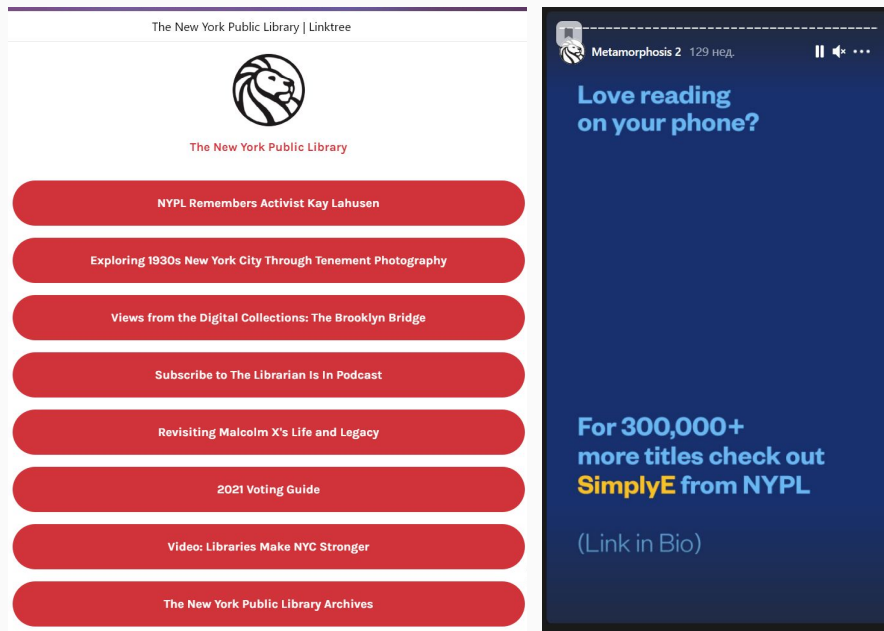 The New York Public Library | Linktree
The New York Public Library
NYPL Remembers Activist Kay Lahusen
Exploring 1930s New York City Through Tenement Photography
Views from the Digital Collections: The Brooklyn Bridge
Subscribe to The Librarian Is In Podcast
Revisiting Malcolm X's Life and Legacy
2021 Voting Guide
Video: Libraries Make NYC Stronger
The New York Public Library Archives
Metamorphosis 2 129 нед.
Love reading
on your phone?
For 300,000+
more titles check out
SimplyE from NYPL
(Link in Bio)